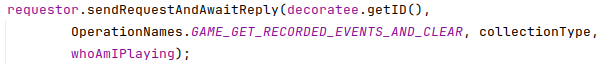 requestor.sendRequestAndAwaitReply(decoratee.getID(),
OperationNames.GAME_GET_RECORDED_EVENTS_AND_CLEAR, collectionType,
whoAmIPlaying);